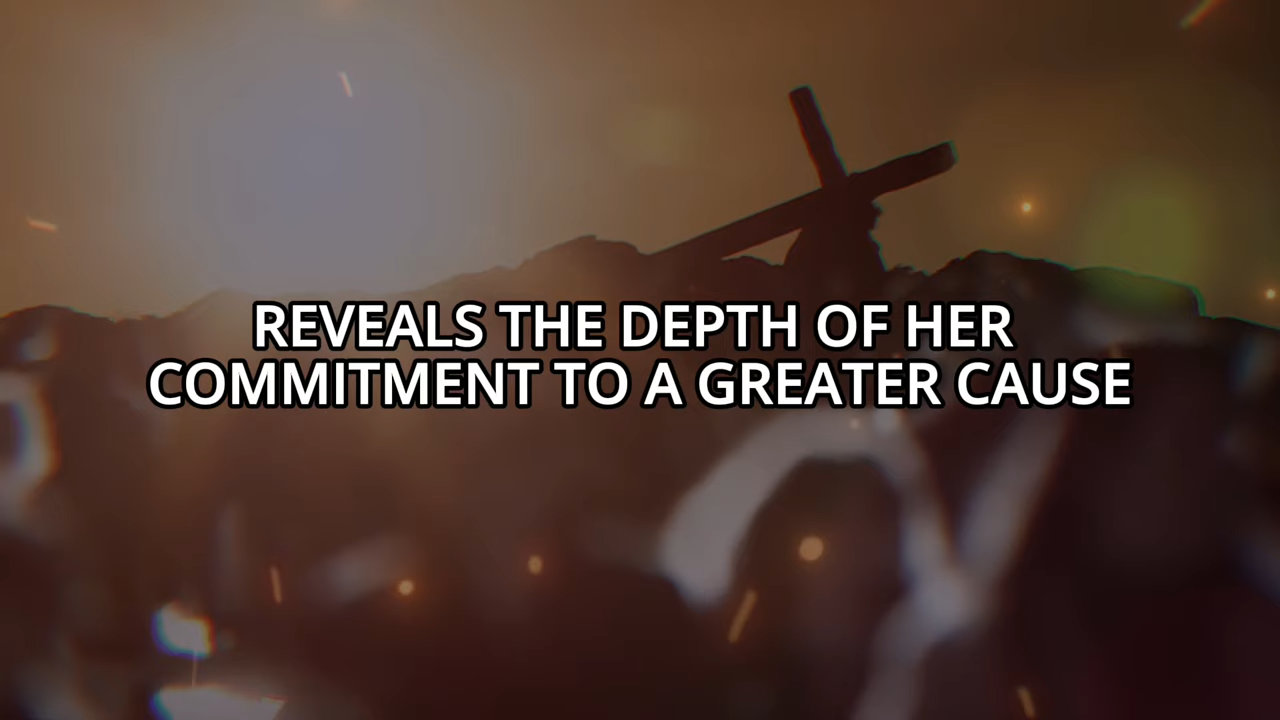 REVEALS THE DEPTH OF HER
COMMITMENT TO A GREATER CAUSE